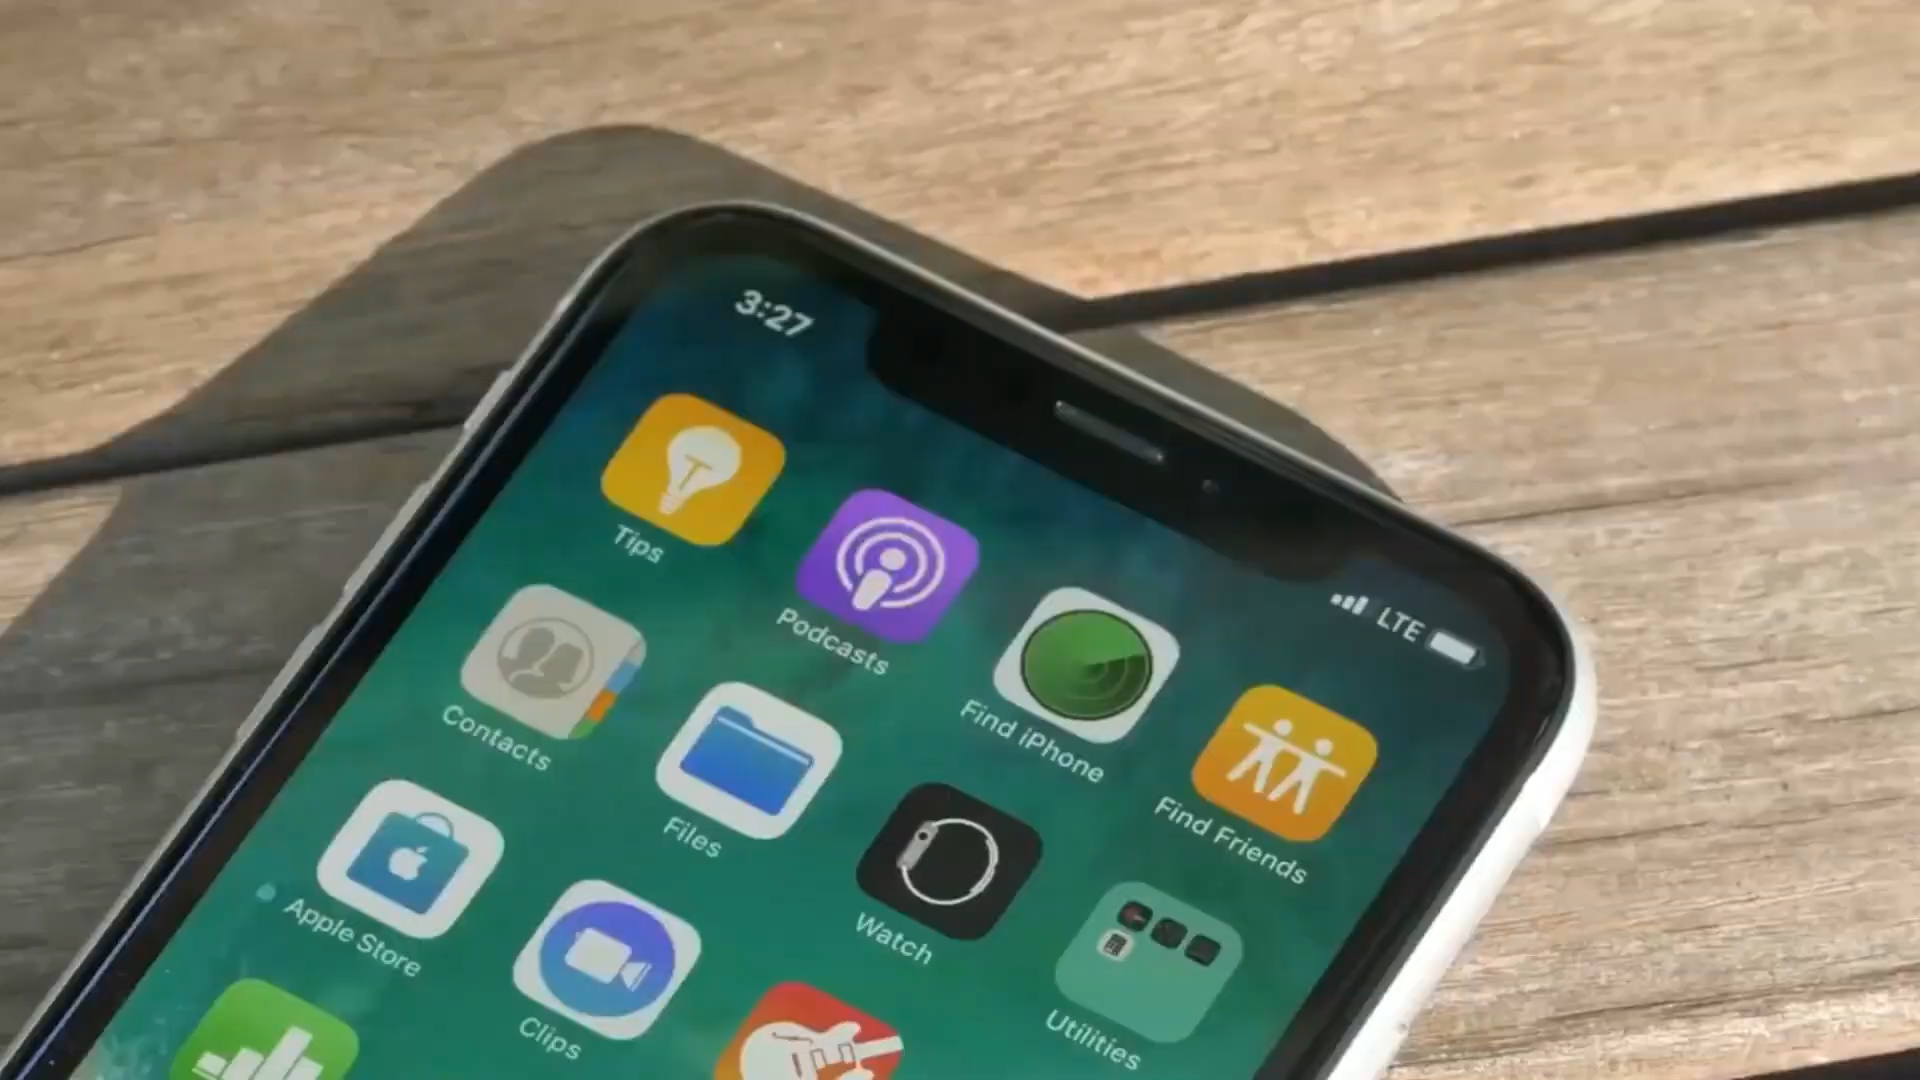 3:27
LTE
Tips
Podcasts
Find iPhone
Find Friends
Contacts
Files
Watch
Utilities
Apple Store
Clips